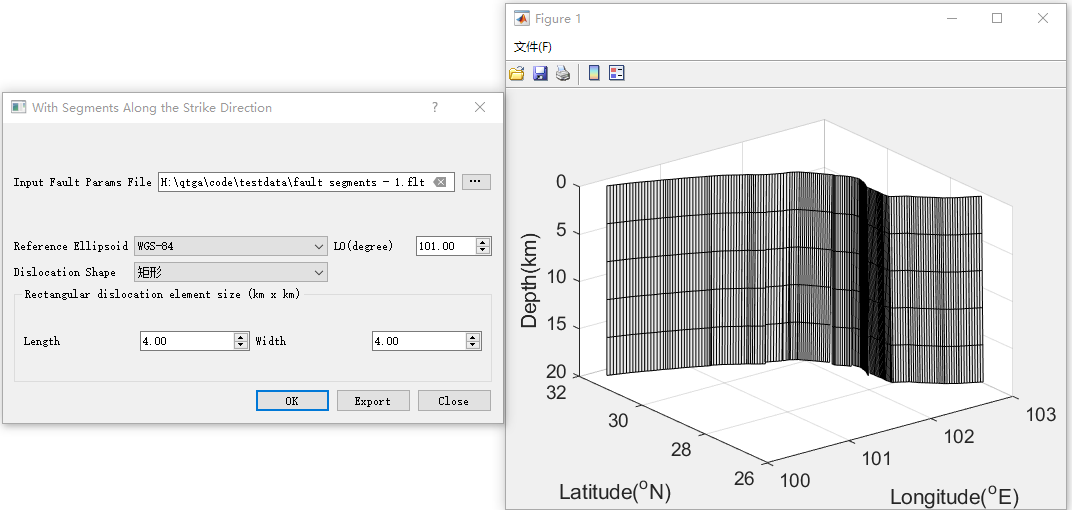 With Segments Along the Strike Direction
?
Input Fault Params File H:\qtga\code\testdata\fault segments - 1.flt ...
Reference Ellipsoid WGS-84 L0(degree) 101.00
Dislocation Shape 矩形
Rectangular dislocation element size (km x km)
Length 4.00 Width 4.00
OK Export Close
Figure 1
文件(F)
0
5
10
15
20
Depth(km)
32
30
28
26
Latitude(°N)
100
101
102
103
Longitude(°E)